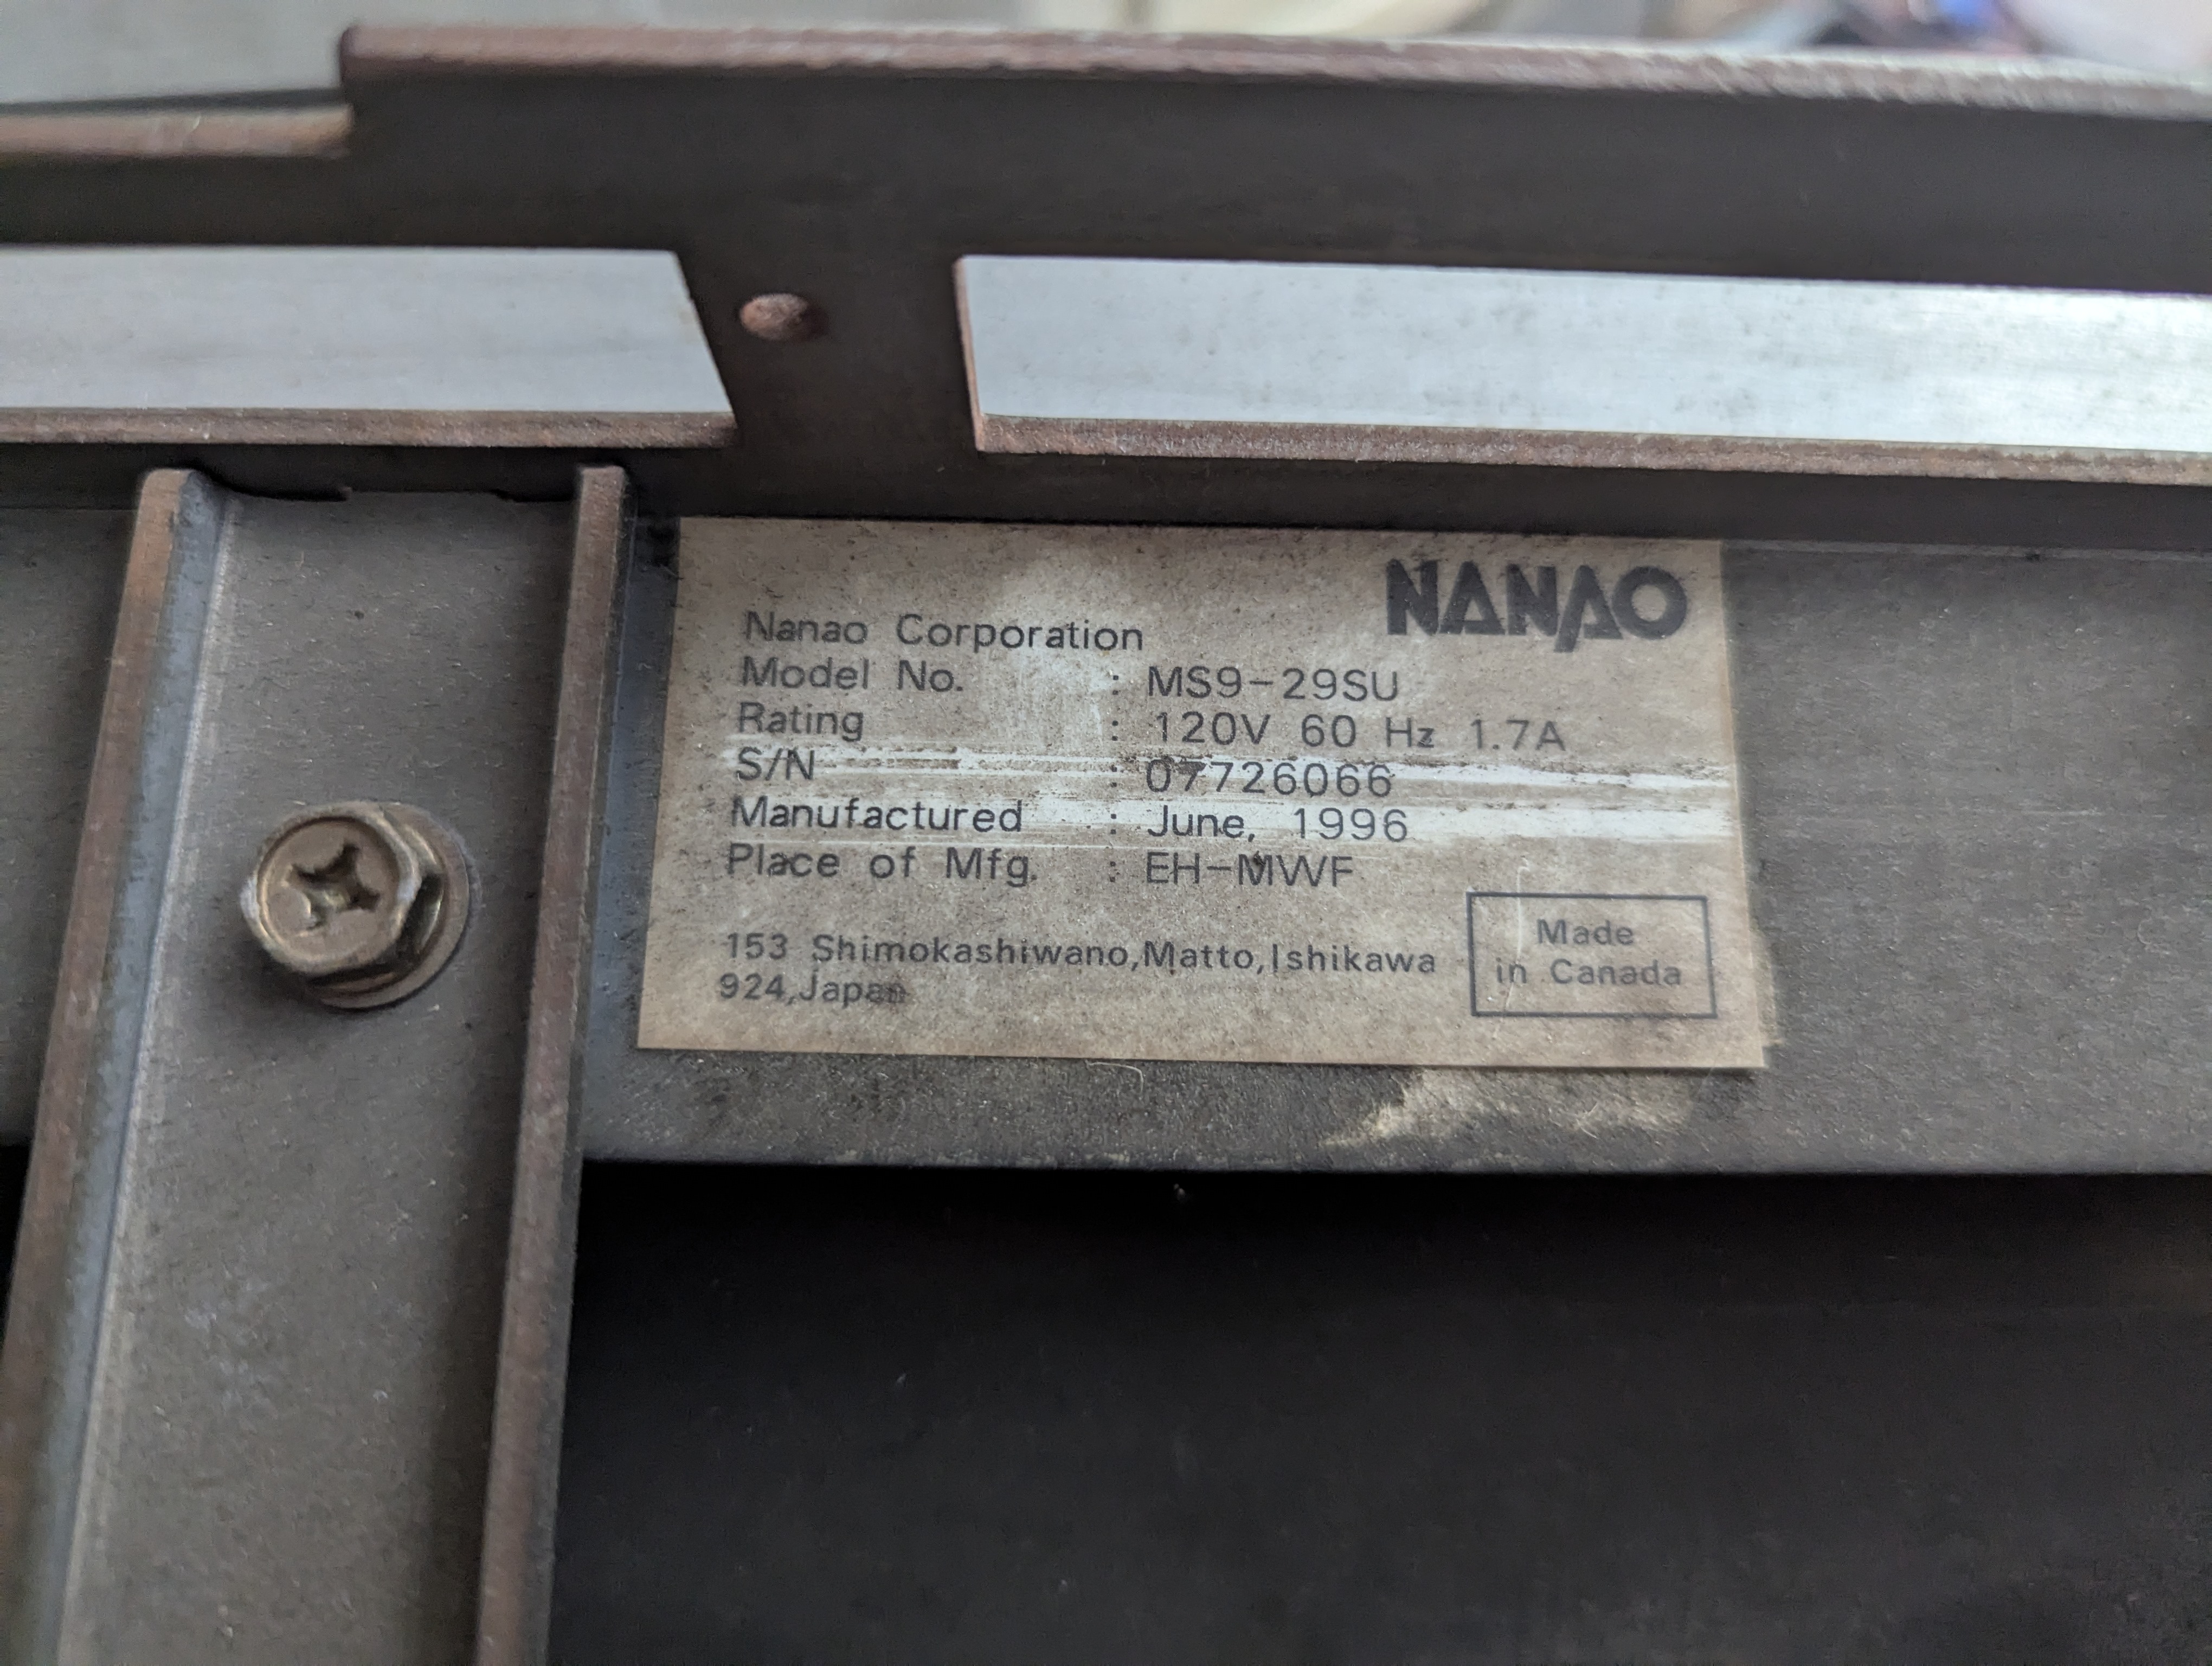 NANAO
Nanao Corporation
Model No. : MS9-29SU
Rating : 120V 60 Hz 1.7A
S/N : 07726066
Manufactured : June, 1996
Place of Mfg. : EH-MWF
153 Shimokashiwano,Matto,Ishikawa
924,Japan
Made
in Canada